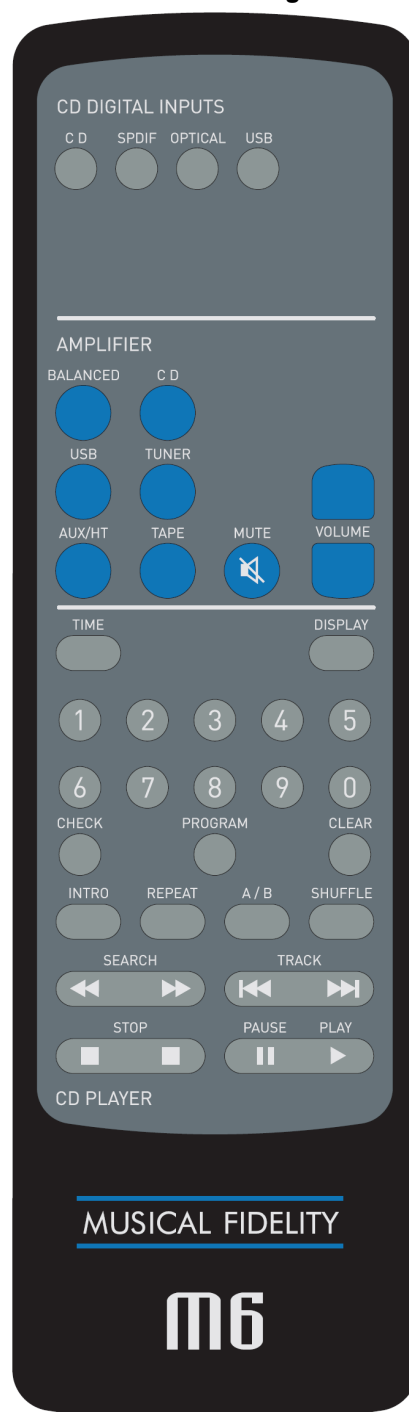 CD DIGITAL INPUTS
CD SPDIF OPTICAL USB
AMPLIFIER
BALANCED CD
USB TUNER
AUX/HT TAPE MUTE VOLUME
TIME DISPLAY
1 2 3 4 5
6 7 8 9 0
CHECK PROGRAM CLEAR
INTRO REPEAT A / B SHUFFLE
SEARCH TRACK
STOP PAUSE PLAY
CD PLAYER
MUSICAL FIDELITY
M6